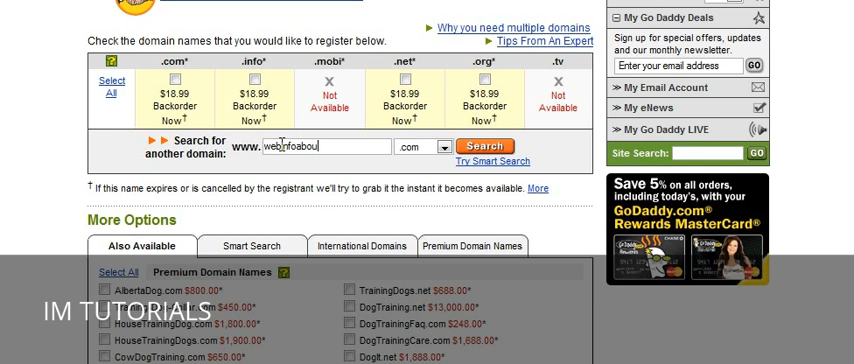 Why you need multiple domains
Check the domain names that you would like to register below.
Tips From An Expert
.com* .info* .mobi* .net* .org* .tv
Select All
$18.99 Backorder Now†
$18.99 Backorder Now†
X Not Available
$18.99 Backorder Now†
$18.99 Backorder Now†
X Not Available
Search for another domain:
www. webinfoabou .com Search
Try Smart Search
† If this name expires or is cancelled by the registrant we'll try to grab it the instant it becomes available. More
More Options
Also Available Smart Search International Domains Premium Domain Names
Select All Premium Domain Names
AlbertaDog.com $800.00*
TrainingDogs.net $688.00*
$450.00*
DogTraining.net $13,000.00*
HouseTrainingDog.com $1,800.00*
DogTrainingFaq.com $248.00*
HouseTrainingDogs.com $1,900.00*
DogTrainingCare.com $1,688.00*
CowDogTraining.com $650.00*
DogIt.net $1,888.00*
IM TUTORIALS
My Go Daddy Deals
Sign up for special offers, updates
and our monthly newsletter.
Enter your email address GO
My Email Account
My eNews
My Go Daddy LIVE
Site Search: GO
Save 5% on all orders,
including today's, with your
GoDaddy.com®
Rewards MasterCard®